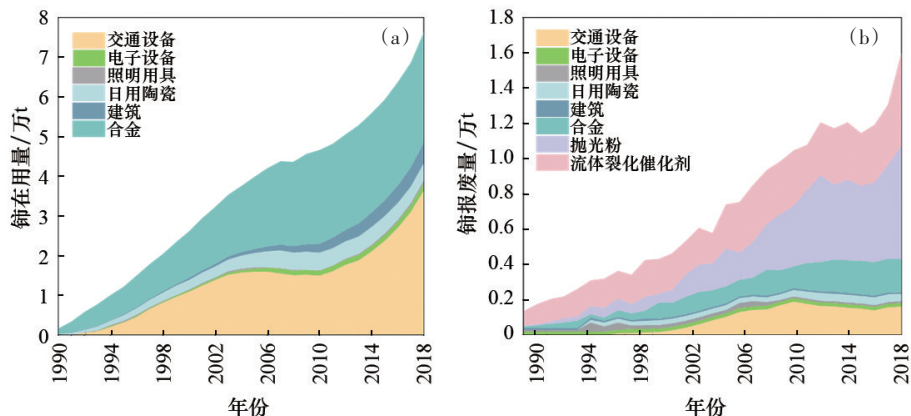 (a)
铈在用量/万t
8
7
6
5
4
3
2
1
0
交通设备
电子设备
照明用具
日用陶瓷
建筑
合金
1990
1994
1998
2002
2006
2010
2014
2018
年份
(b)
铈报废量/万t
1.8
1.6
1.4
1.2
1.0
0.8
0.6
0.4
0.2
0
交通设备
电子设备
照明用具
日用陶瓷
建筑
合金
抛光粉
流体裂化催化剂
1990
1994
1998
2002
2006
2010
2014
2018
年份